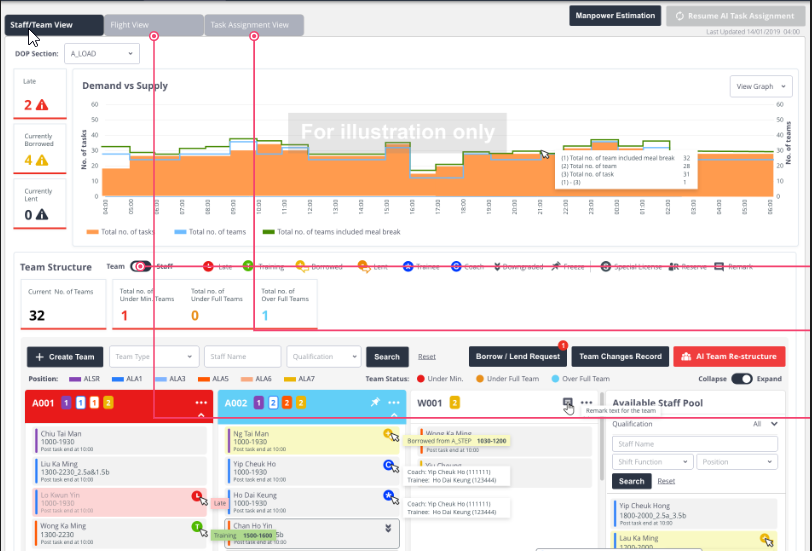 Staff/Team View
Flight View
Task Assignment View
Manpower Estimation
Resume AI Task Assignment
Last Updated 14/01/2019 04:00
DOP Section:
A_LOAD
Late
2
Currently
Borrowed
4
Currently
Lent
0
Demand vs Supply
View Graph
For illustration only
No. of tasks
60
50
40
30
20
10
0
60
50
40
30
20
10
0
No. of teams
04:00 05:00 06:00 07:00 08:00 09:00 10:00 11:00 12:00 13:00 14:00 15:00 16:00 17:00 18:00 19:00 20:00 21:00 22:00 23:00 00:00 01:00 02:00 03:00 04:00 05:00 06:00
(1) Total no. of team included meal break 32
(2) Total no. of team 28
(3) Total no. of task 31
(1) - (3) 1
Total no. of tasks
Total no. of teams
Total no. of teams included meal break
Team Structure
Team
Staff
Late
Training
Borrowed
Lent
Trainee
Coach
Downgraded
Freeze
Special License
Reserve
Remark
Current No. of Teams
32
Total no. of
Under Min. Teams
1
Total no. of
Under Full Teams
0
Total no. of
Over Full Teams
1
+ Create Team
Team Type
Staff Name
Qualification
Search
Reset
Borrow / Lend Request
1
Team Changes Record
AI Team Re-structure
Position:
ALSR
ALA1
ALA3
ALA5
ALA6
ALA7
Team Status:
Under Min.
Under Full Team
Over Full Team
Collapse
Expand
A001
1 1 1 2
Chiu Tai Man
1000-1930
Post task end at 10:00
Liu Ka Ming
1300-2230_2.5a&1.5b
Post task end at 10:00
Lo Kwun Yin
1000-1930
Post task end at 10:00
Late
Wong Ka Ming
1300-2230
Post task end at 10:00
T
Training 1500-1600
A002
1 2 2 2
Ng Tai Man
1000-1930
Post task end at 10:00
Borrowed from A_STEP 1030-1200
Yip Cheuk Ho
1000-1930
Post task end at 10:00
C
Coach: Yip Cheuk Ho (111111)
Trainee: Ho Dai Keung (123444)
Ho Dai Keung
1000-1930
Post task end at 10:00
Coach: Yip Cheuk Ho (111111)
Trainee: Ho Dai Keung (123444)
Chan Ho Yin
5b
Post task end at 10:00
W001
2
Remark text for the team
Wong Ka Ming
Available Staff Pool
Qualification
All
Staff Name
Shift Function
Position
Search
Reset
Yip Cheuk Hong
1800-2000_2.5a_3.5b
Post task end at 10:00
Lau Ka Ming